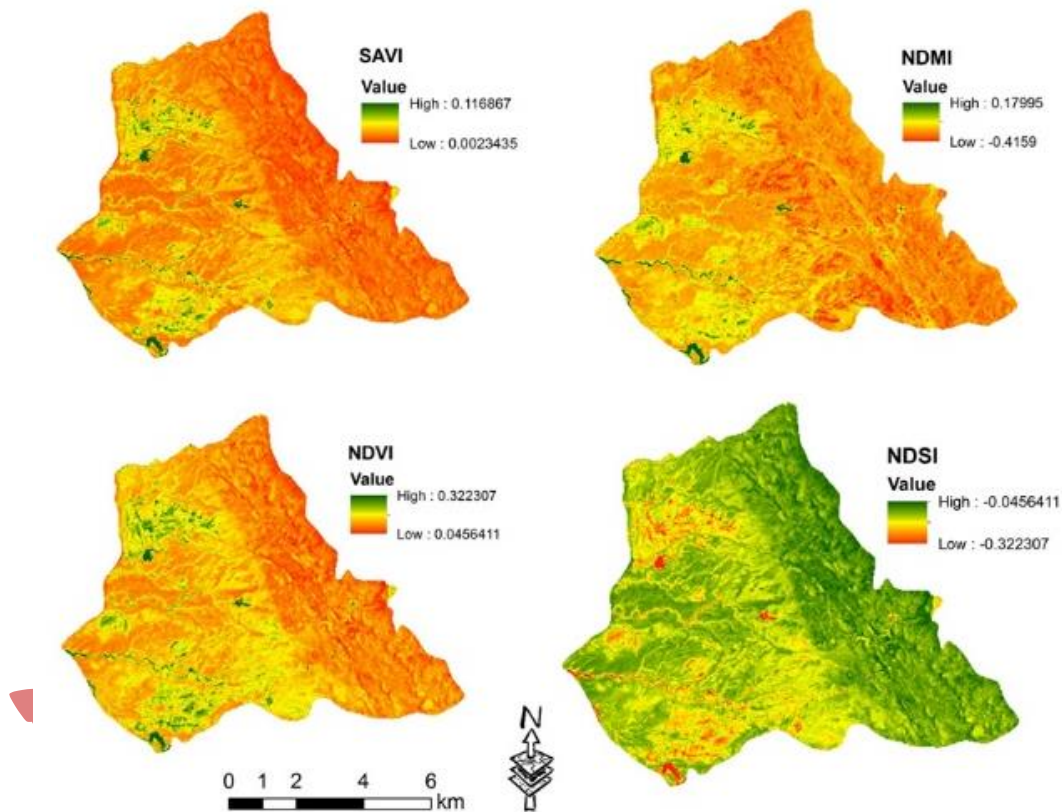 SAVI
Value
High : 0.116867
Low : 0.0023435
NDMI
Value
High : 0.17995
Low : -0.4159
NDVI
Value
High : 0.322307
Low : 0.0456411
NDSI
Value
High : -0.0456411
Low : -0.322307
N
0 1 2 4 6
km